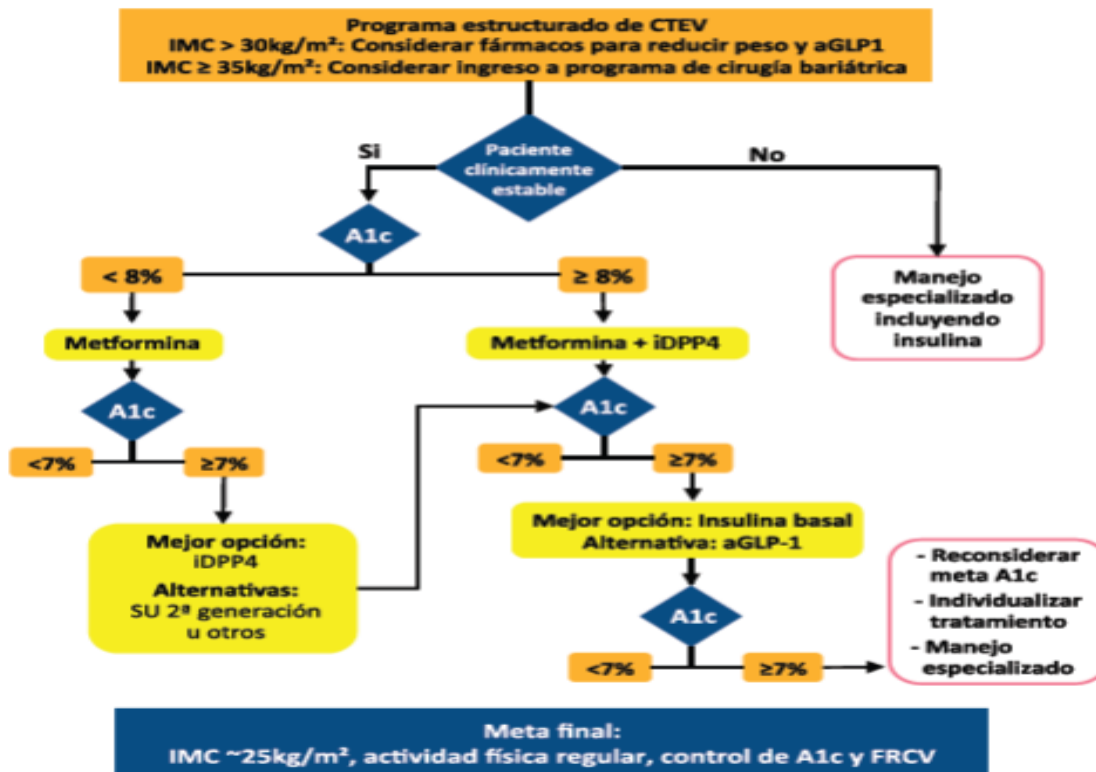 Programa estructurado de CTEV
IMC > 30kg/m²: Considerar fármacos para reducir peso y aGLP1
IMC ≥ 35kg/m²: Considerar ingreso a programa de cirugía bariátrica
Si
Paciente
clínicamente
estable
No
A1c
< 8%
≥ 8%
Manejo
especializado
incluyendo
insulina
Metformina
Metformina + iDPP4
A1c
A1c
<7%
≥7%
<7%
≥7%
Mejor opción:
iDPP4
Alternativas:
SU 2ª generación
u otros
Mejor opción: Insulina basal
Alternativa: aGLP-1
A1c
<7%
≥7%
- Reconsiderar
meta A1c
- Individualizar
tratamiento
- Manejo
especializado
Meta final:
IMC ~25kg/m², actividad física regular, control de A1c y FRCV